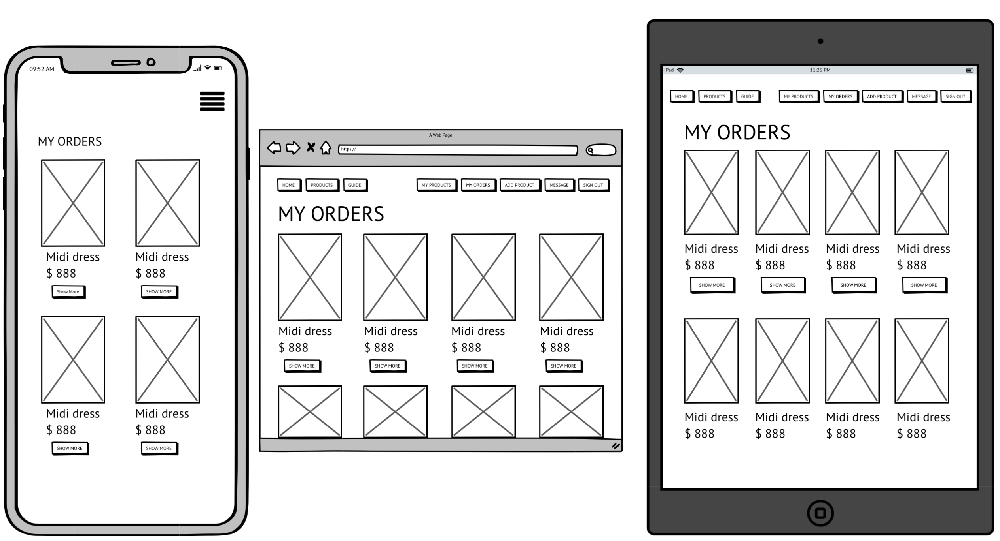 09:52 AM
MY ORDERS
Midi dress Midi dress
$ 888 $ 888
Show More SHOW MORE
Midi dress Midi dress
$ 888 $ 888
SHOW MORE SHOW MORE
A Web Page
https://
HOME PRODUCTS GUIDE MY PRODUCTS MY ORDERS ADD PRODUCT MESSAGE SIGN OUT
MY ORDERS
Midi dress Midi dress Midi dress Midi dress
$ 888 $ 888 $ 888 $ 888
SHOW MORE SHOW MORE SHOW MORE SHOW MORE
iPad 11:26 PM
HOME PRODUCTS GUIDE MY PRODUCTS MY ORDERS ADD PRODUCT MESSAGE SIGN OUT
MY ORDERS
Midi dress Midi dress Midi dress Midi dress
$ 888 $ 888 $ 888 $ 888
SHOW MORE SHOW MORE SHOW MORE SHOW MORE
Midi dress Midi dress Midi dress Midi dress
$ 888 $ 888 $ 888 $ 888